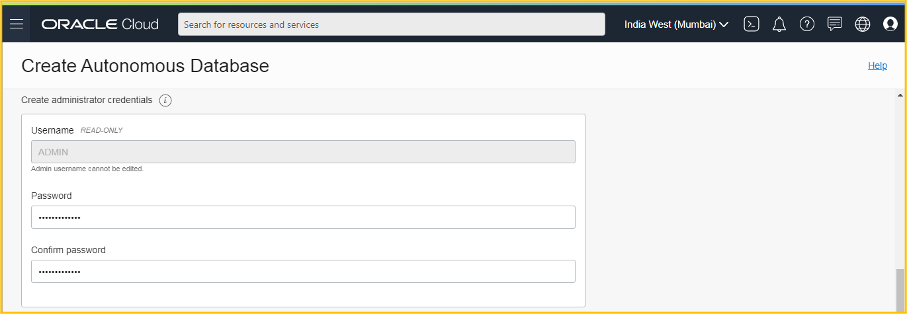 ORACLE Cloud
Search for resources and services
India West (Mumbai)
Create Autonomous Database
Help
Create administrator credentials
Username READ-ONLY
ADMIN
Admin username cannot be edited.
Password
•••••••••••••
Confirm password
•••••••••••••